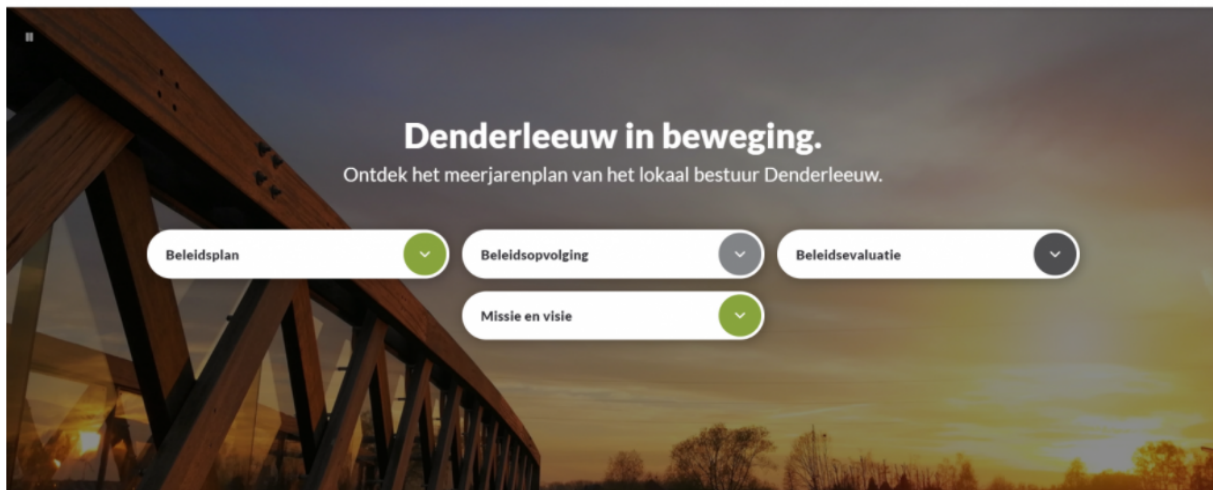 Denderleeuw in beweging.
Ontdek het meerjarenplan van het lokaal bestuur Denderleeuw.
Beleidsplan
Beleidsopvolging
Beleidsevaluatie
Missie en visie